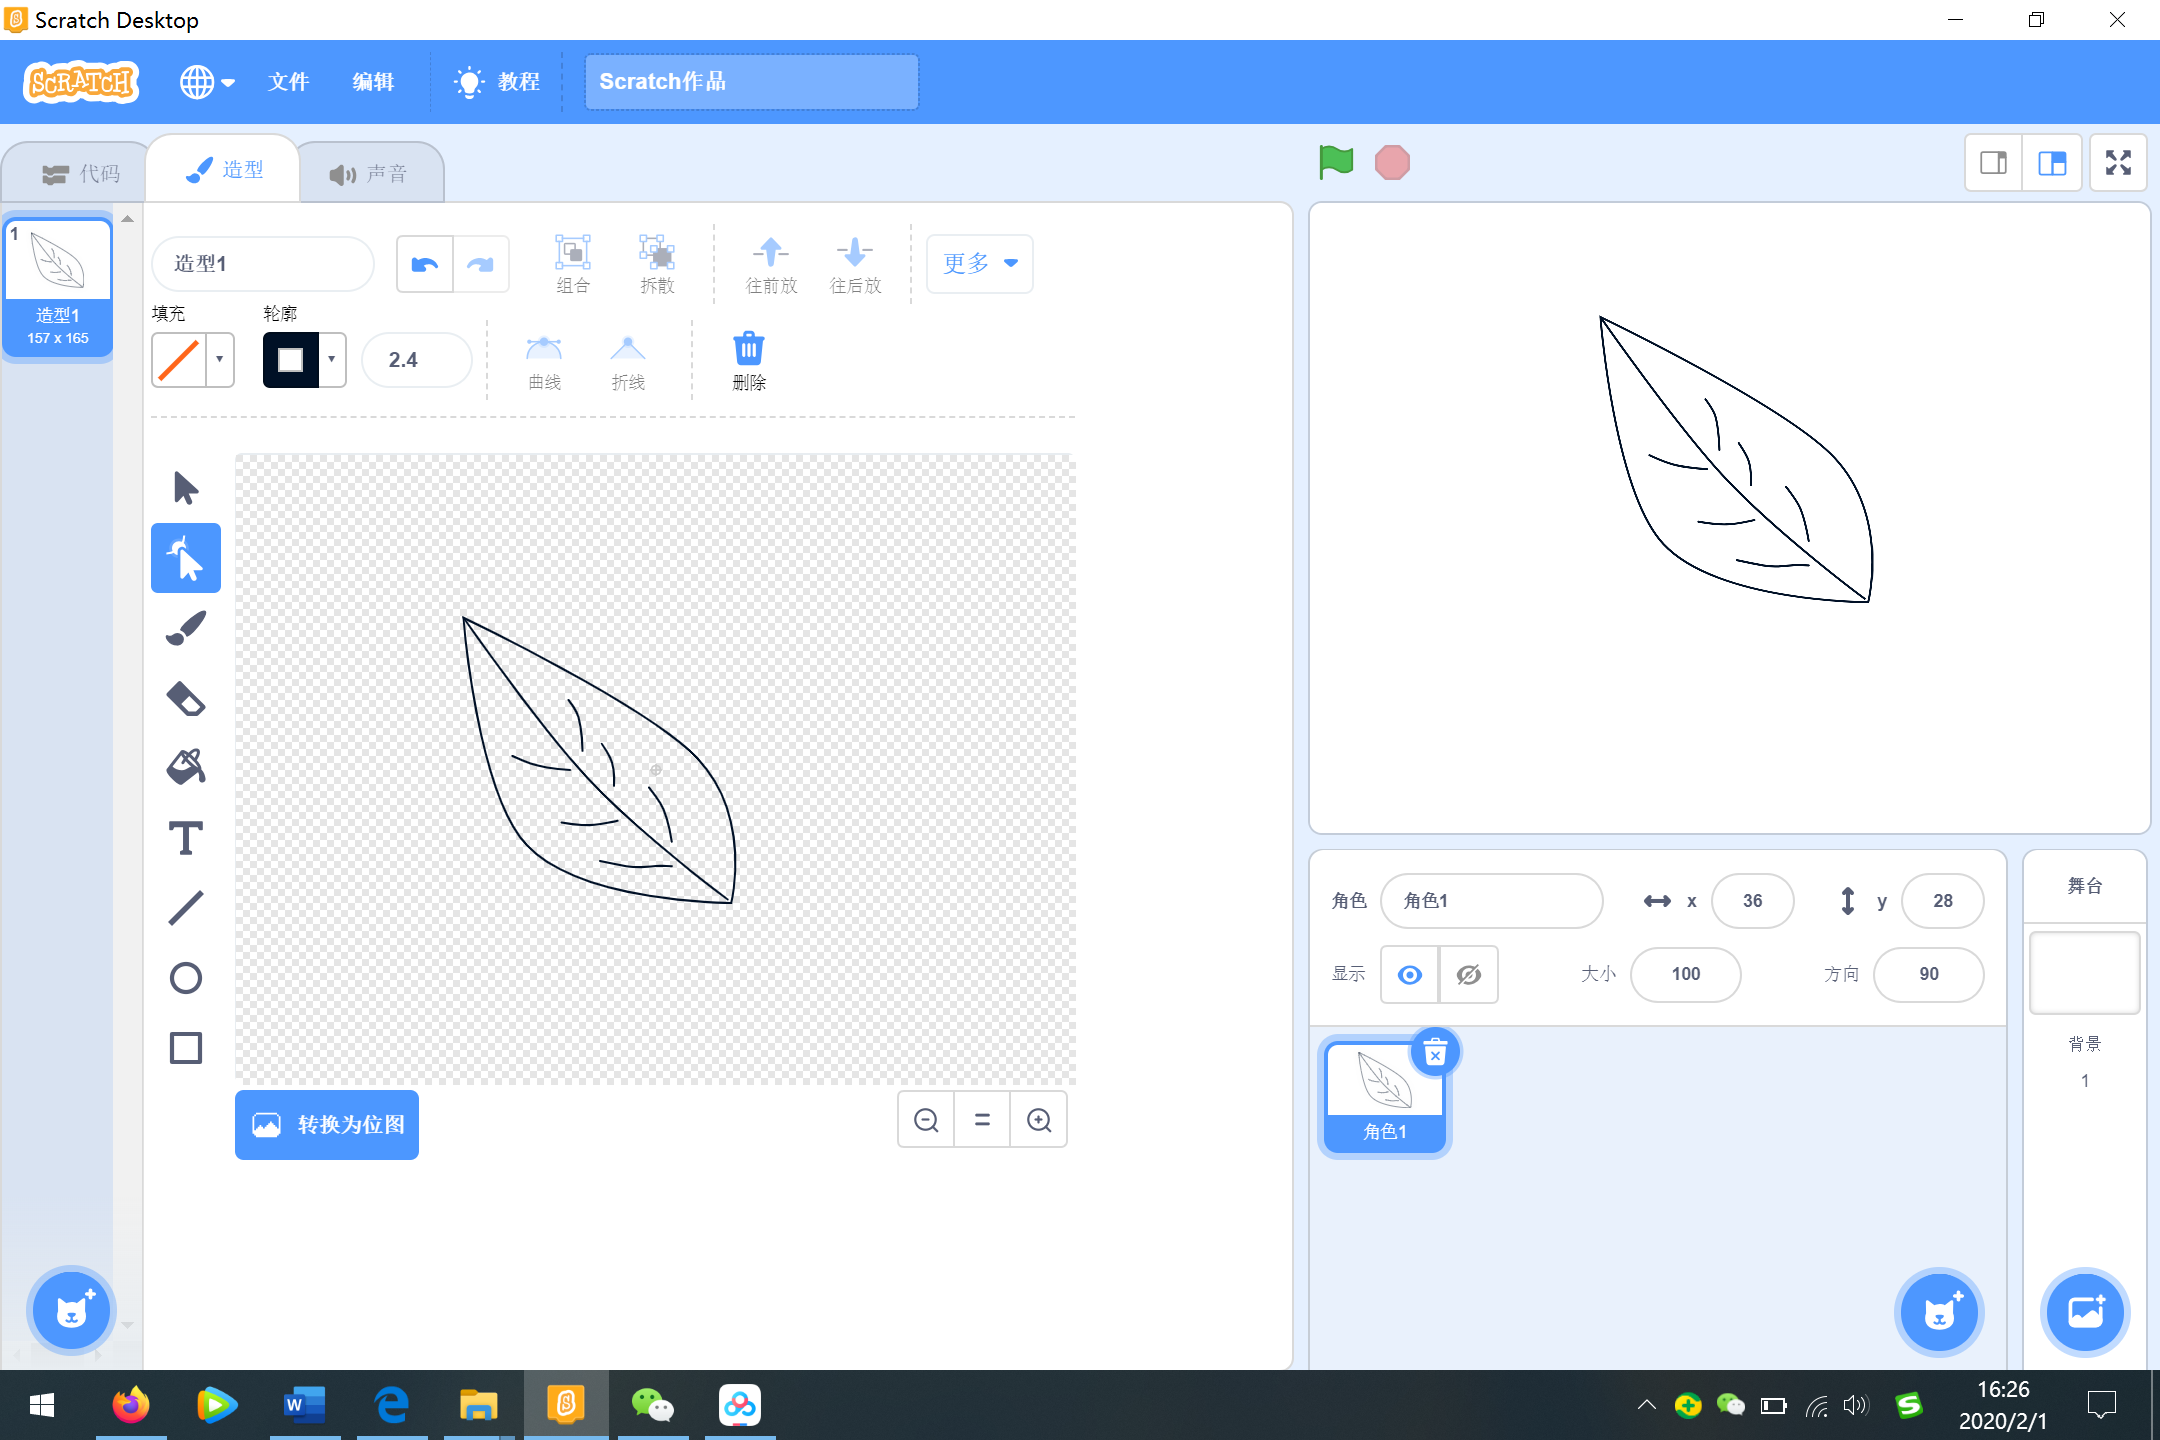 Scratch Desktop
SCRATCH
文件
编辑
教程
Scratch作品
代码
造型
声音
1
造型1
157 x 165
造型1
组合
拆散
往前放
往后放
更多
填充
轮廓
2.4
曲线
折线
删除
转换为位图
角色
角色1
x
36
y
28
显示
大小
100
方向
90
角色1
舞台
背景
1
16:26
2020/2/1